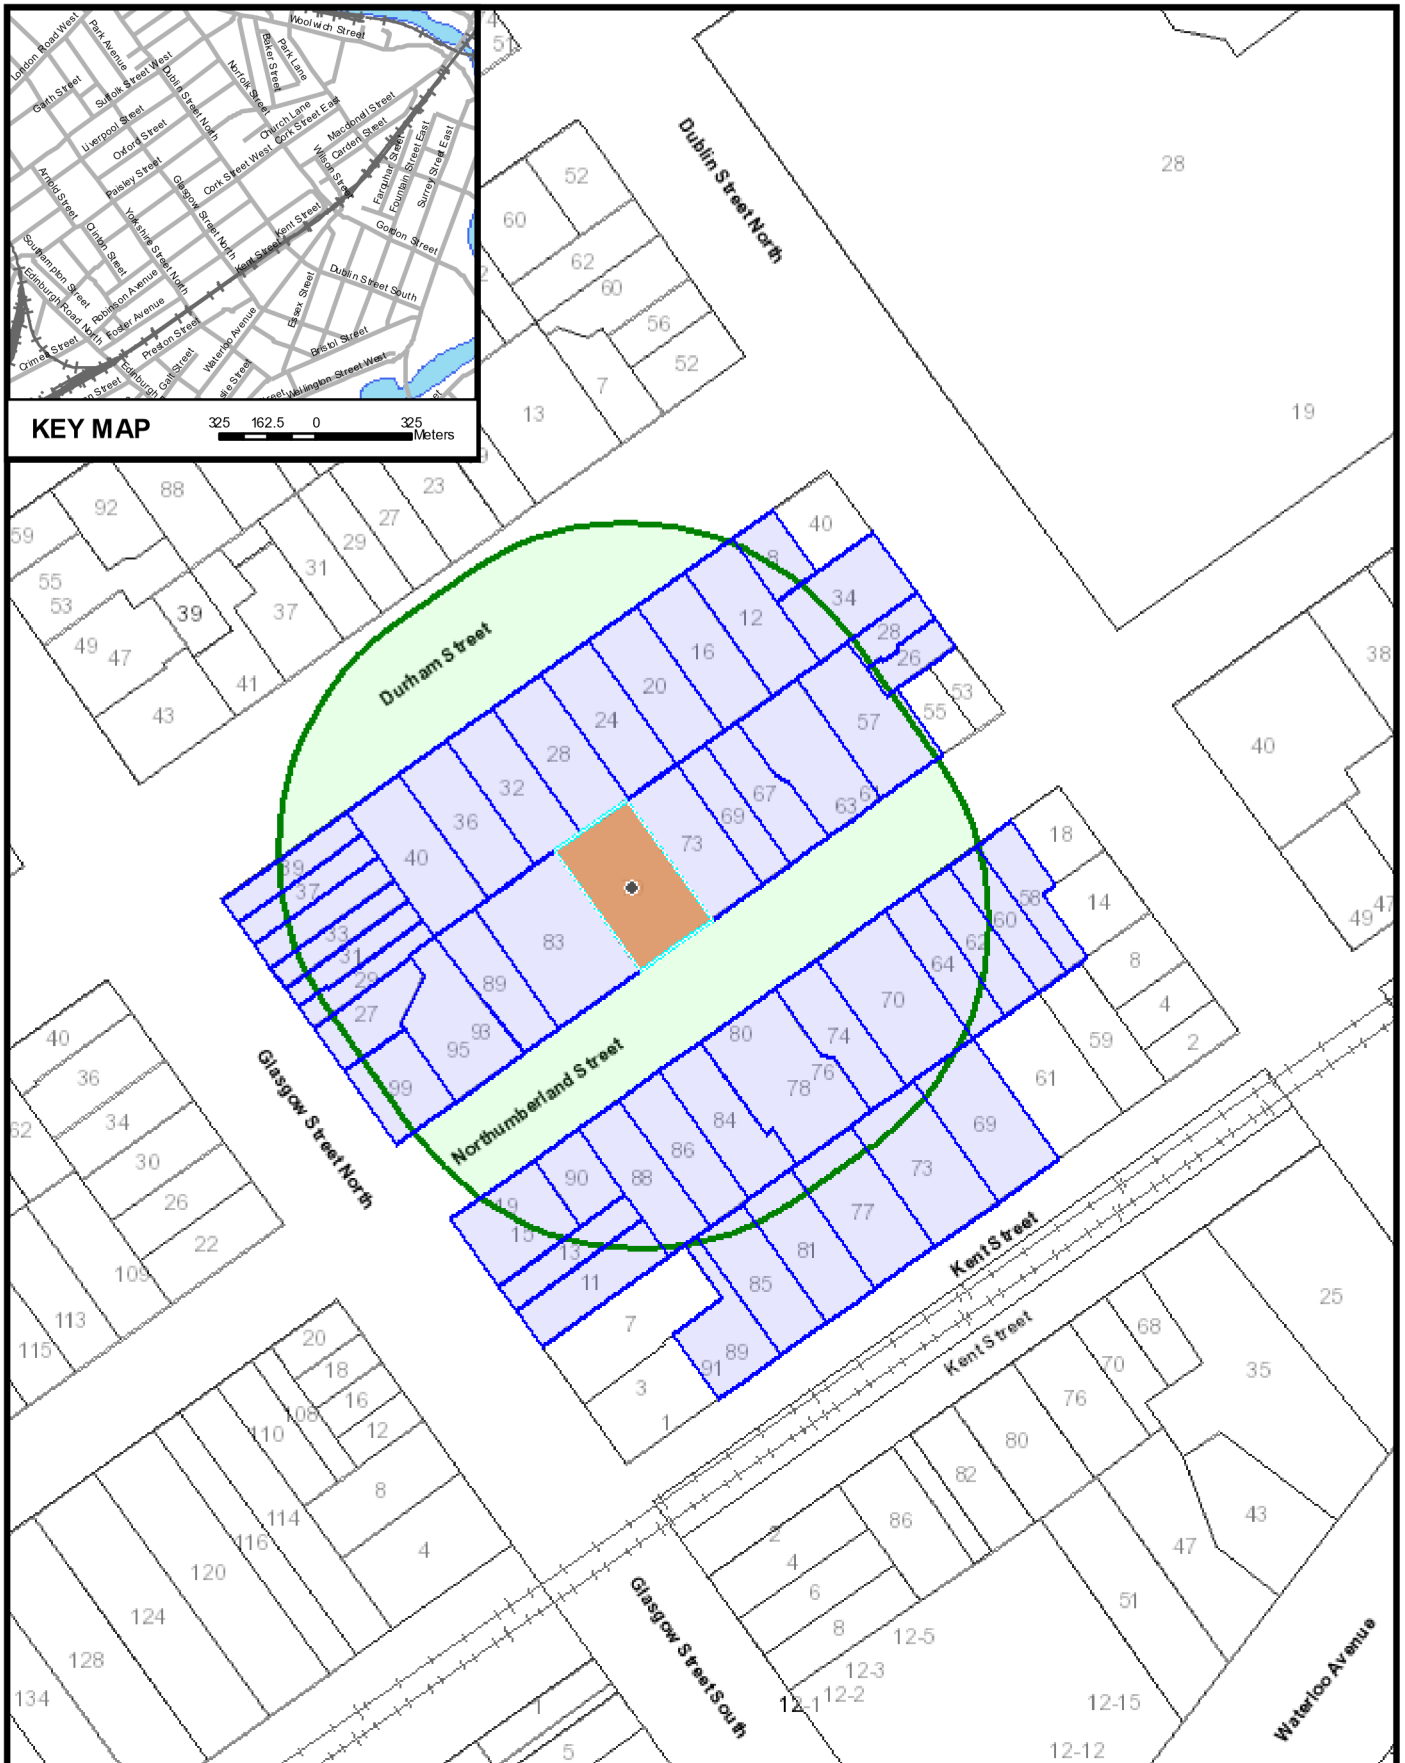 Woolwich Street
London Road West
Park Avenue
Baker Street
Park Lane
Garth Street
Suffolk Street West
Dublin Street North
Norfolk Street
Liverpool Street
Church Lane
Cork Street East
Macdonell Street
Oxford Street
Carden Street
Wilson Street
Paisley Street
Cork Street West
Farquhar Street
Fountain Street East
Surrey Street East
Arnold Street
Glasgow Street North
Yorkshire Street North
Kent Street
Kent Street
Gordon Street
Clinton Street
Southampton Street
Edinburgh Road North
Robinson Avenue
Foster Avenue
Essex Street
Dublin Street South
Preston Street
Waterloo Avenue
Bristol Street
Crimea Street
Galt Street
Wellington Street West
KEY MAP
325 162.5 0 325
Meters
74
51
Dublin Street North
28
19
52
60
62
60
56
52
7
13
23
27
29
31
37
41
88
92
59
55
53
49
47
39
43
Durham Street
40
8
34
12
28
26
16
53
55
20
24
28
32
36
40
57
61
63
67
69
73
83
89
93
95
99
39
37
33
31
29
27
38
40
49
47
18
14
8
4
2
58
60
62
64
70
74
76
78
80
84
86
88
90
19
15
13
11
7
3
1
59
61
69
73
77
81
85
89
91
Northumberland Street
Glasgow Street North
40
36
34
30
26
22
62
109
113
115
Kent Street
Kent Street
20
18
16
12
8
4
108
110
114
116
120
124
128
134
25
35
68
70
76
80
82
86
43
47
51
2
4
6
8
12-5
12-3
12-2
12-1
12-15
12-12
Glasgow Street South
Waterloo Avenue
5